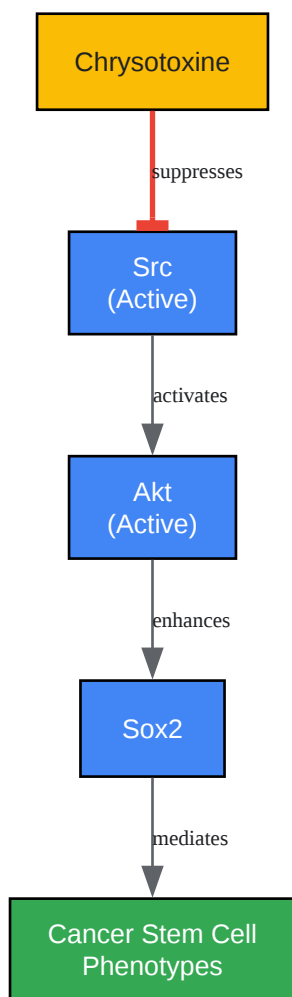 Chrysotoxine
suppresses
Src
(Active)
activates
Akt
(Active)
enhances
Sox2
mediates
Cancer Stem Cell
Phenotypes